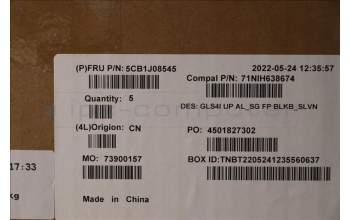 (P)FRU P/N: 5CB1J08545
2022-05-24 12:35:57
Compal P/N: 71NIH638674
Quantity: 5
DES: GLS4I UP AL_SG FP BLKB_SLVN
(4L)Origion: CN
PO: 4501827302
MO: 73900157
BOX ID:TNBT2205241235560637
Made in China
17:33
kg